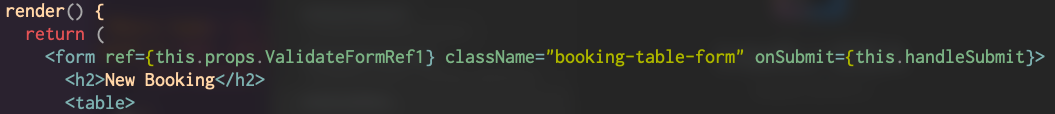 render() {
return (
<form ref={this.props.ValidateFormRef1} className="booking-table-form" onSubmit={this.handleSubmit}>
<h2>New Booking</h2>
<table>